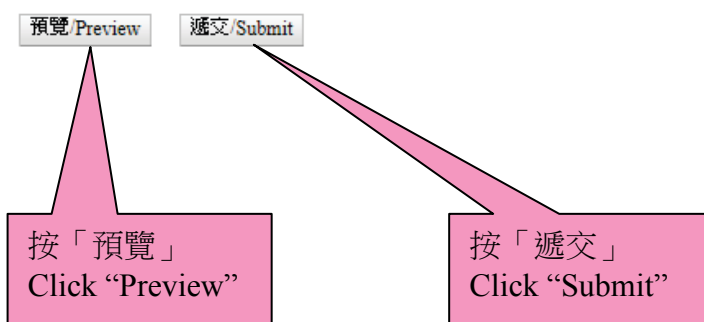 預覽/Preview
遞交/Submit
按「預覽」
Click “Preview”
按「遞交」
Click “Submit”